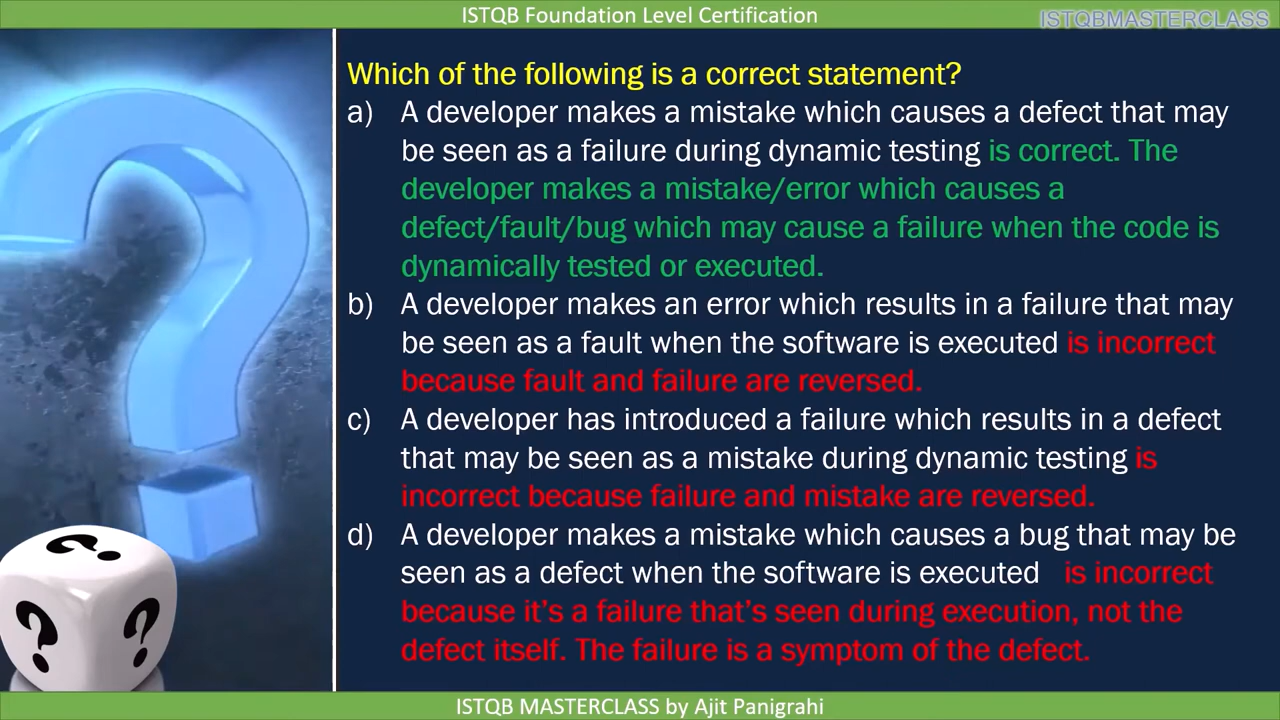 ISTQB Foundation Level Certification
ISTQBMASTERCLASS
Which of the following is a correct statement?
a) A developer makes a mistake which causes a defect that may
be seen as a failure during dynamic testing is correct. The
developer makes a mistake/error which causes a
defect/fault/bug which may cause a failure when the code is
dynamically tested or executed.
b) A developer makes an error which results in a failure that may
be seen as a fault when the software is executed is incorrect
because fault and failure are reversed.
c) A developer has introduced a failure which results in a defect
that may be seen as a mistake during dynamic testing is
incorrect because failure and mistake are reversed.
d) A developer makes a mistake which causes a bug that may be
seen as a defect when the software is executed is incorrect
because it's a failure that's seen during execution, not the
defect itself. The failure is a symptom of the defect.
ISTQB MASTERCLASS by Ajit Panigrahi